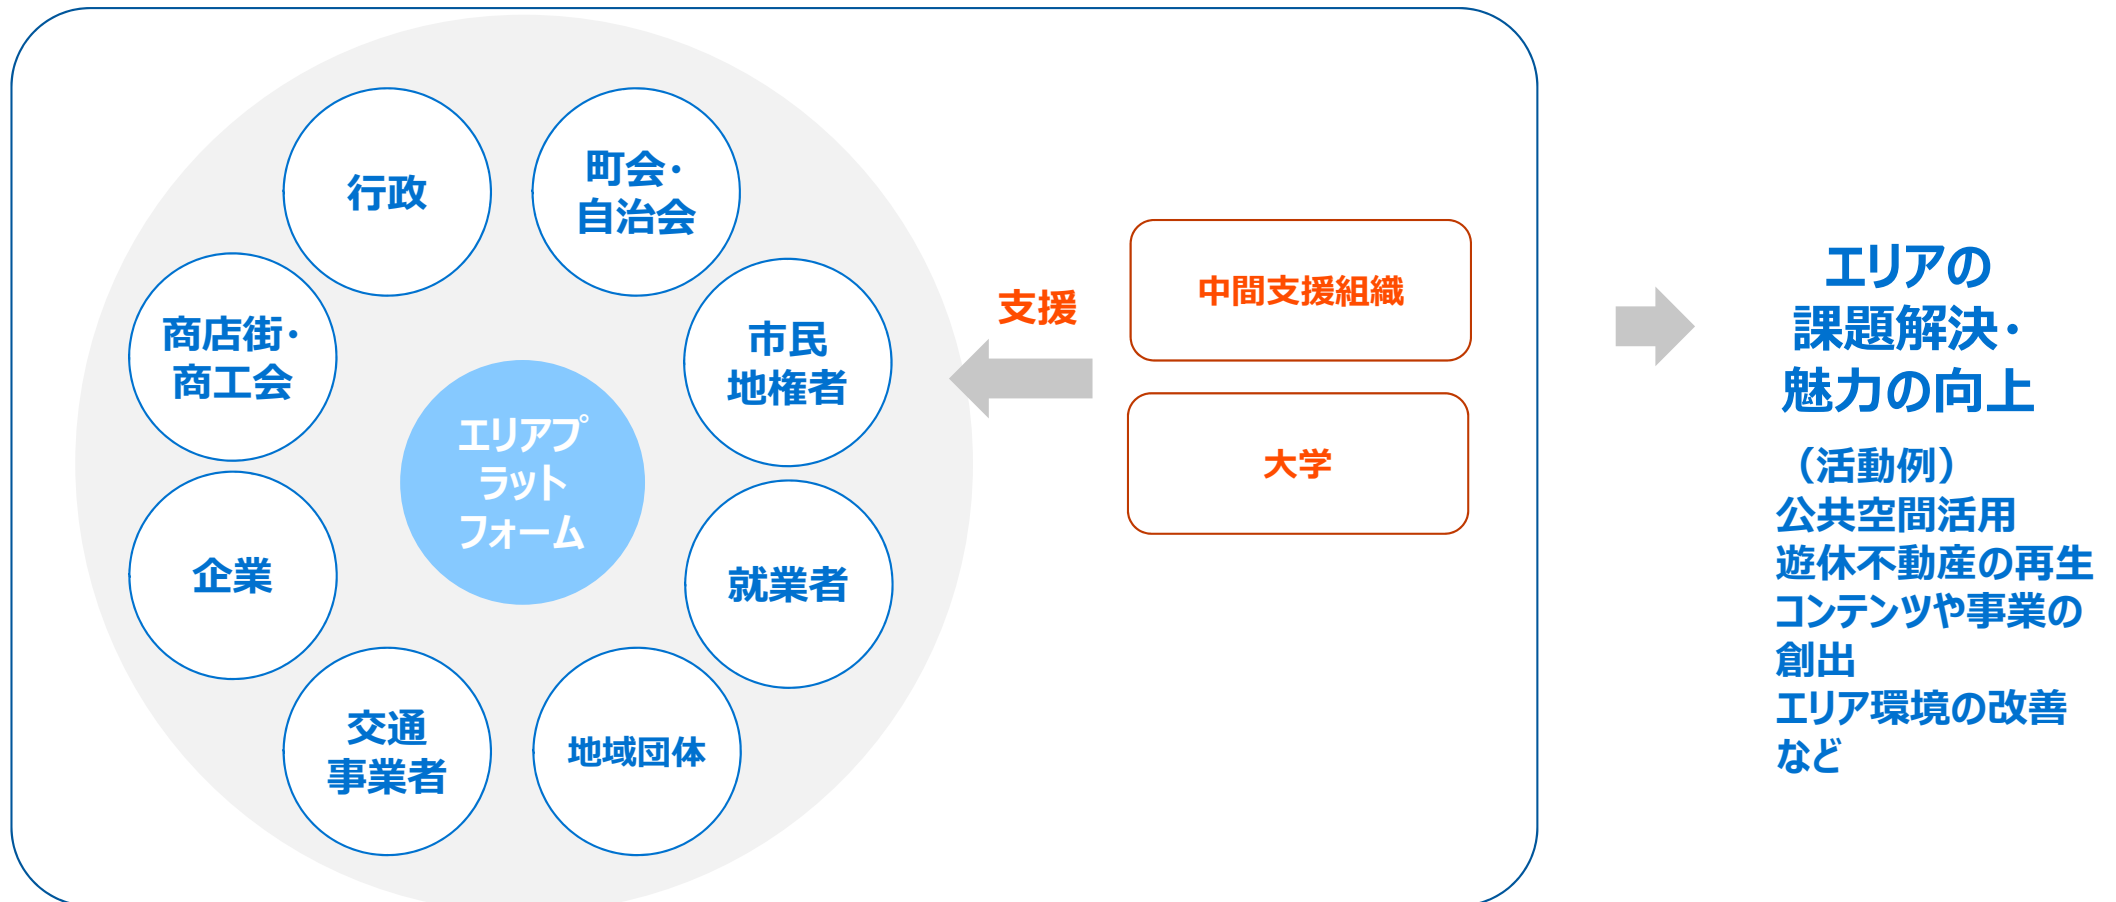 行政
町会・
自治会
商店街・
商工会
市民
地権者
エリアプ
ラット
フォーム
企業
就業者
交通
事業者
地域団体
支援
中間支援組織
大学
エリアの
課題解決・
魅力の向上
（活動例）
公共空間活用
遊休不動産の再生
コンテンツや事業の
創出
エリア環境の改善
など